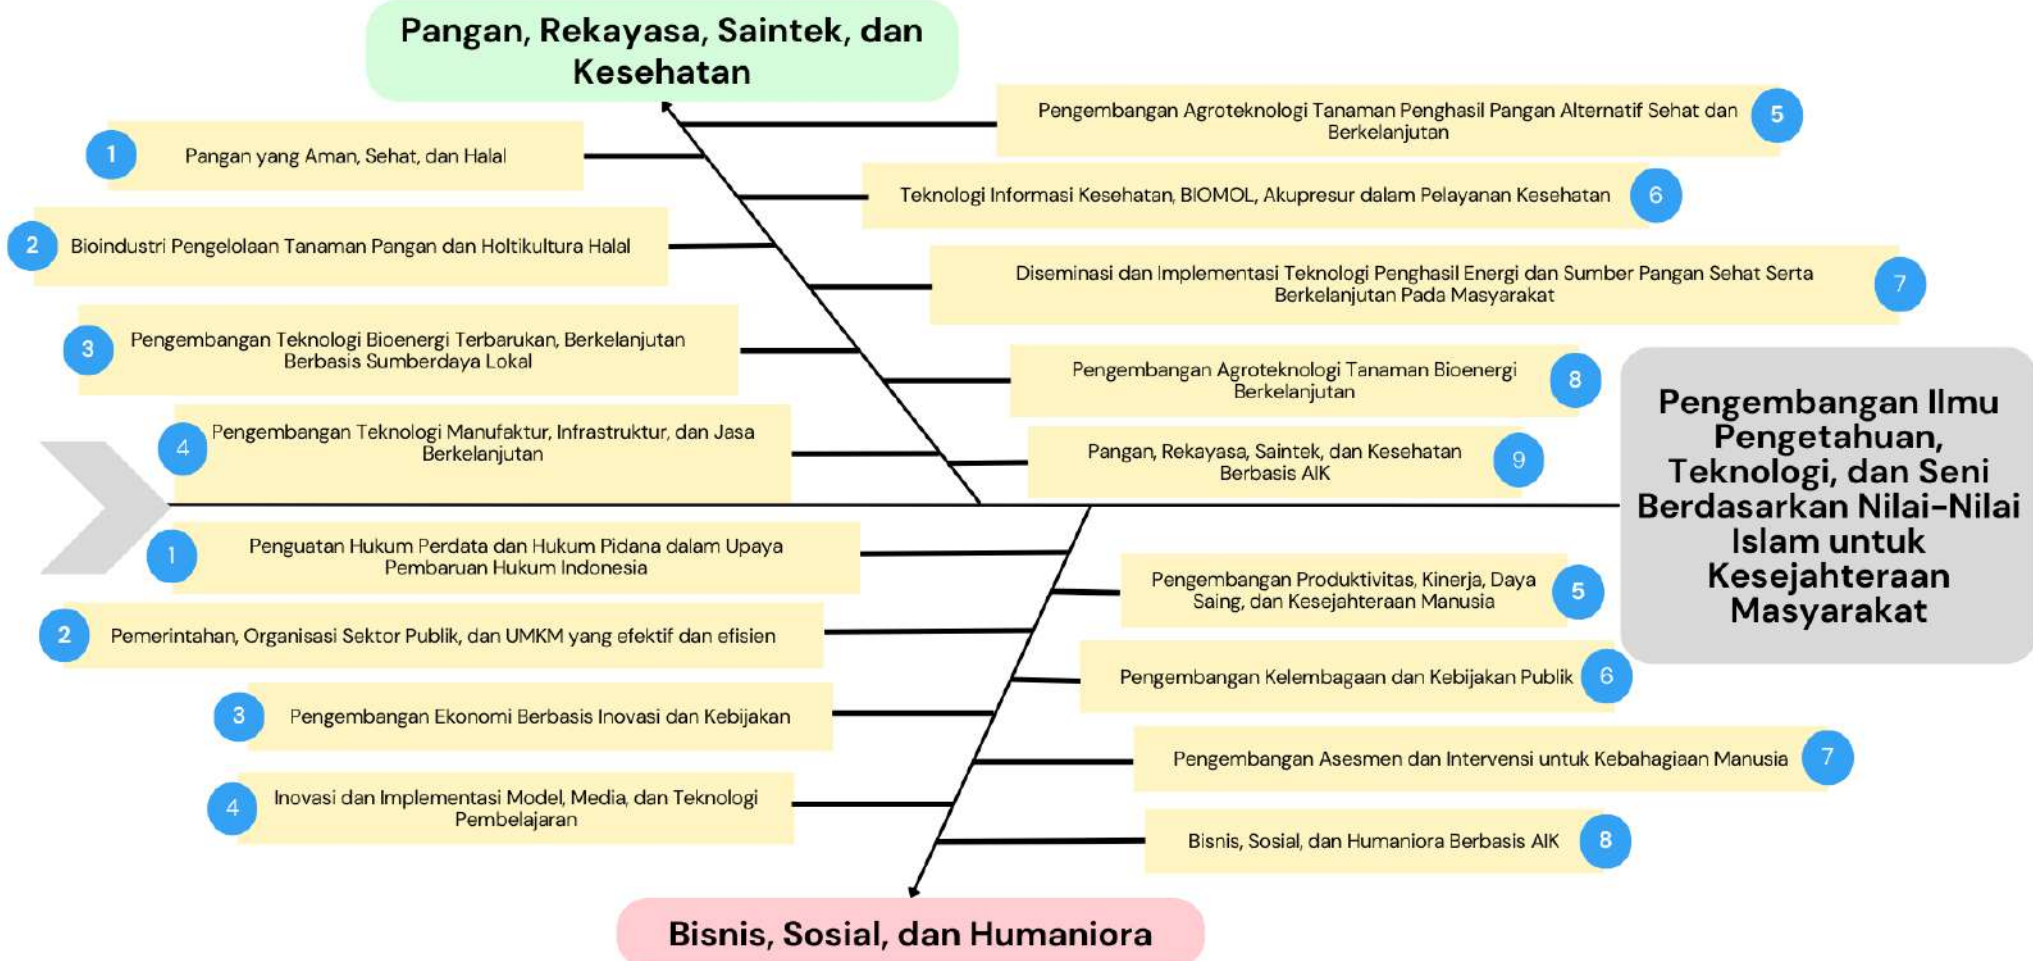 Pangan, Rekayasa, Saintek, dan
Kesehatan
1
Pangan yang Aman, Sehat, dan Halal
2
Bioindustri Pengelolaan Tanaman Pangan dan Holtikultura Halal
3
Pengembangan Teknologi Bioenergi Terbarukan, Berkelanjutan
Berbasis Sumberdaya Lokal
4
Pengembangan Teknologi Manufaktur, Infrastruktur, dan Jasa
Berkelanjutan
Pengembangan Agroteknologi Tanaman Penghasil Pangan Alternatif Sehat dan
Berkelanjutan
5
Teknologi Informasi Kesehatan, BIOMOL, Akupresur dalam Pelayanan Kesehatan
6
Diseminasi dan Implementasi Teknologi Penghasil Energi dan Sumber Pangan Sehat Serta
Berkelanjutan Pada Masyarakat
7
Pengembangan Agroteknologi Tanaman Bioenergi
Berkelanjutan
8
Pangan, Rekayasa, Saintek, dan Kesehatan
Berbasis AIK
9
Pengembangan Ilmu
Pengetahuan,
Teknologi, dan Seni
Berdasarkan Nilai-Nilai
Islam untuk
Kesejahteraan
Masyarakat
1
Penguatan Hukum Perdata dan Hukum Pidana dalam Upaya
Pembaruan Hukum Indonesia
2
Pemerintahan, Organisasi Sektor Publik, dan UMKM yang efektif dan efisien
3
Pengembangan Ekonomi Berbasis Inovasi dan Kebijakan
4
Inovasi dan Implementasi Model, Media, dan Teknologi
Pembelajaran
Pengembangan Produktivitas, Kinerja, Daya
Saing, dan Kesejahteraan Manusia
5
Pengembangan Kelembagaan dan Kebijakan Publik
6
Pengembangan Asesmen dan Intervensi untuk Kebahagiaan Manusia
7
Bisnis, Sosial, dan Humaniora Berbasis AIK
8
Bisnis, Sosial, dan Humaniora